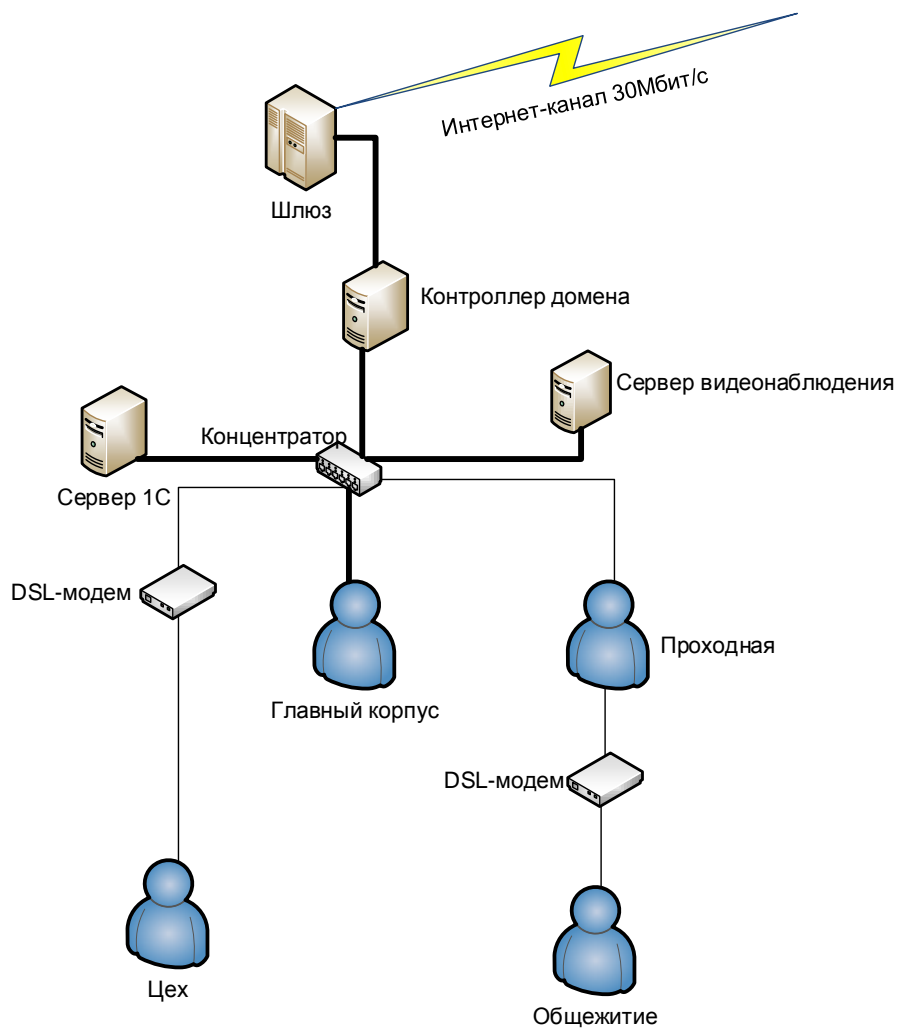 Интернет-канал 30Мбит/с
Шлюз
Контроллер домена
Сервер видеонаблюдения
Концентратор
Сервер 1С
DSL-модем
Проходная
Главный корпус
DSL-модем
Цех
Общежитие